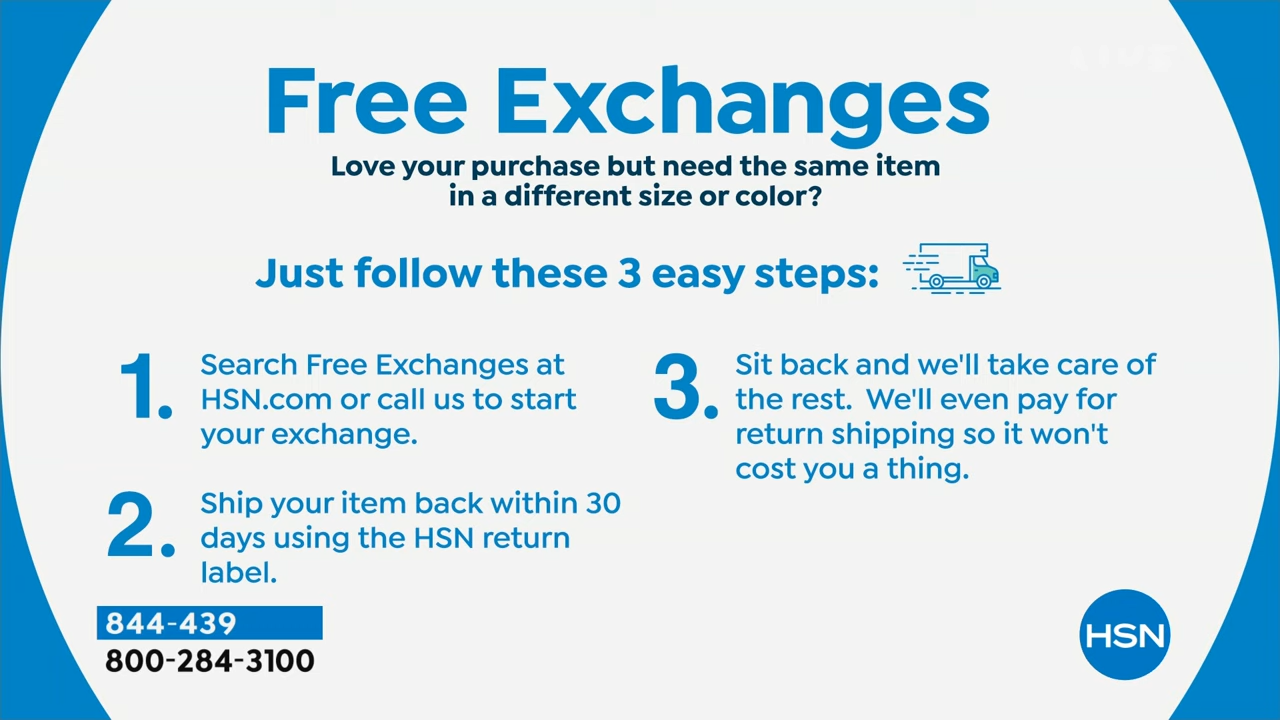 LIVE
Free Exchanges
Love your purchase but need the same item
in a different size or color?
Just follow these 3 easy steps:
1. Search Free Exchanges at
HSN.com or call us to start
your exchange.
2. Ship your item back within 30
days using the HSN return
label.
3. Sit back and we'll take care of
the rest. We'll even pay for
return shipping so it won't
cost you a thing.
844-439
800-284-3100
HSN